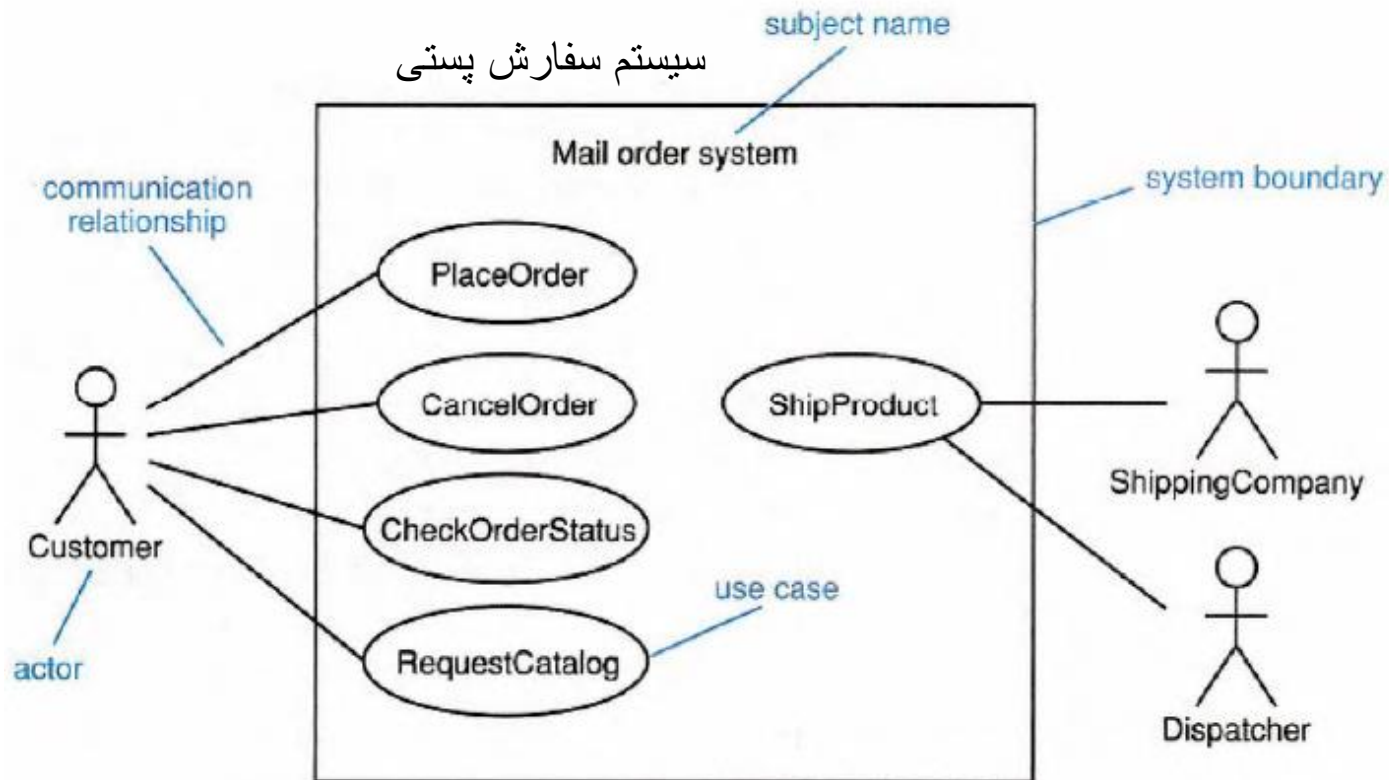 subject name
سیستم سفارش پستی
Mail order system
communication
relationship
system boundary
PlaceOrder
CancelOrder
ShipProduct
ShippingCompany
CheckOrderStatus
Customer
use case
RequestCatalog
actor
Dispatcher